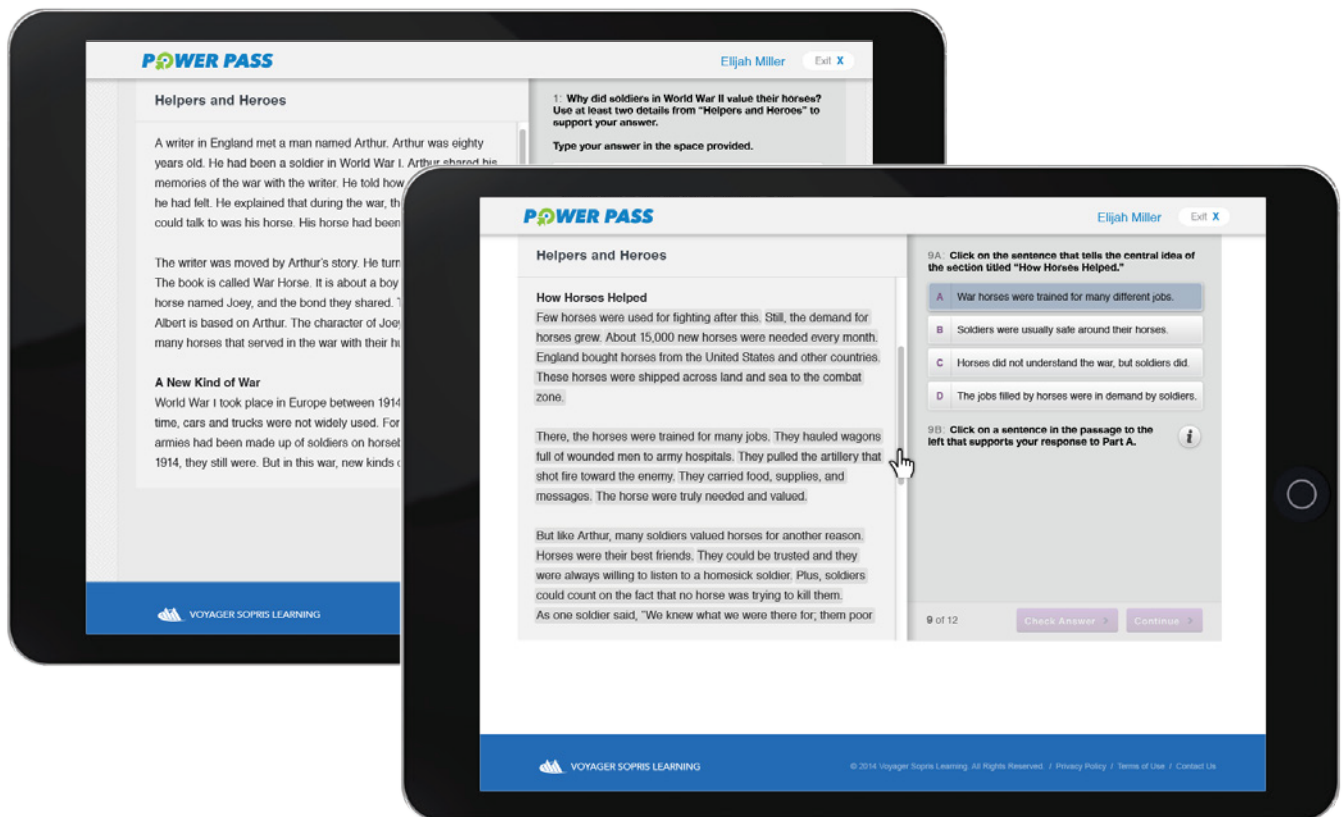 POWER PASS
Elijah Miller
Exit X
Helpers and Heroes
A writer in England met a man named Arthur. Arthur was eighty
years old. He had been a soldier in World War I. Arthur shared his
memories of the war with the writer. He told how
he had felt. He explained that during the war, th
could talk to was his horse. His horse had been
The writer was moved by Arthur's story. He turn
The book is called War Horse. It is about a boy
horse named Joey, and the bond they shared.
Albert is based on Arthur. The character of Joey
many horses that served in the war with their hu
A New Kind of War
World War I took place in Europe between 1914
time, cars and trucks were not widely used. For
armies had been made up of soldiers on horseb
1914, they still were. But in this war, new kinds
1: Why did soldiers in World War II value their horses?
Use at least two details from "Helpers and Heroes" to
support your answer.
Type your answer in the space provided.
VOYAGER SOPRIS LEARNING
POWER PASS
Elijah Miller
Exit X
Helpers and Heroes
How Horses Helped
Few horses were used for fighting after this. Still, the demand for
horses grew. About 15,000 new horses were needed every month.
England bought horses from the United States and other countries.
These horses were shipped across land and sea to the combat
zone.
There, the horses were trained for many jobs. They hauled wagons
full of wounded men to army hospitals. They pulled the artillery that
shot fire toward the enemy. They carried food, supplies, and
messages. The horse were truly needed and valued.
But like Arthur, many soldiers valued horses for another reason.
Horses were their best friends. They could be trusted and they
were always willing to listen to a homesick soldier. Plus, soldiers
could count on the fact that no horse was trying to kill them.
As one soldier said, "We knew what we were there for; them poor
9A: Click on the sentence that tells the central idea of
the section titled "How Horses Helped."
A War horses were trained for many different jobs.
B Soldiers were usually safe around their horses.
C Horses did not understand the war, but soldiers did.
D The jobs filled by horses were in demand by soldiers.
9B: Click on a sentence in the passage to the
left that supports your response to Part A.
i
9 of 12
Check Answer >
Continue >
VOYAGER SOPRIS LEARNING
© 2014 Voyager Sopris Learning. All Rights Reserved. / Privacy Policy / Terms of Use / Contact Us